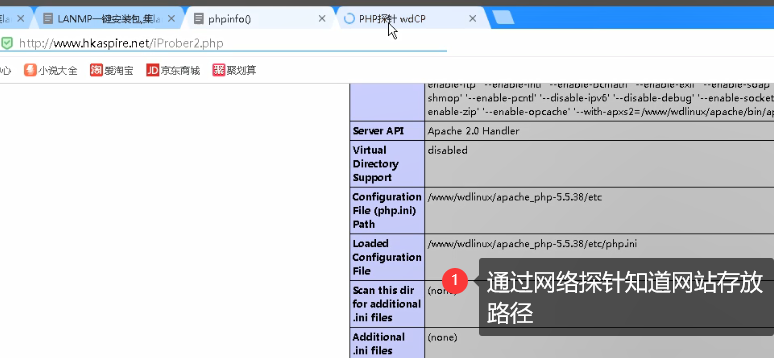 LANMP一键安装包,集
phpinfo()
PHP探针 wdCP
http://www.hkaspire.net/iProber2.php
小说大全
爱淘宝
JD 京东商城
聚划算
enable-ftp' '--enable-intl' '--enable-bcmath' '--enable-exif' '--enable-soap'
shmop' '--enable-pcntl' '--disable-ipv6' '--disable-debug' '--enable-socket
enable-zip' '--enable-opcache' '--with-apxs2=/www/wdlinux/apache/bin/ap
Server API Apache 2.0 Handler
Virtual disabled
Directory
Support
Configuration /www/wdlinux/apache_php-5.5.38/etc
File (php.ini)
Path
Loaded /www/wdlinux/apache_php-5.5.38/etc/php.ini
Configuration
File
Scan this dir (none)
for additional
.ini files
Additional (none)
.ini files
1 通过网络探针知道网站存放
路径